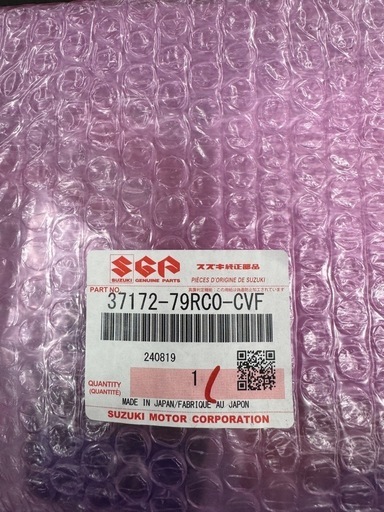 SGP スズキ純正部品
SUZUKI GENUINE PARTS PIECES D'ORIGINE DE SUZUKI
PART NO.
37172-79RC0-CVF
240819
QUANTITY
(QUANTITÉ)
1
MADE IN JAPAN/FABRIQUÉ AU JAPON
SUZUKI MOTOR CORPORATION